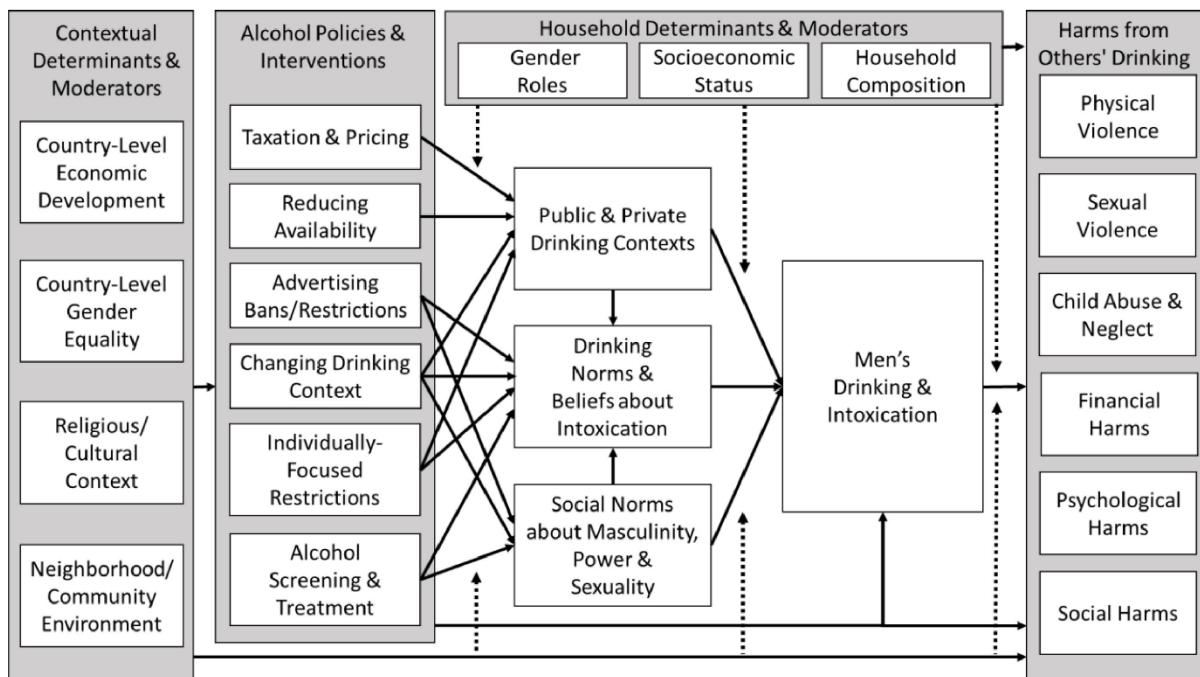 Contextual
Determinants &
Moderators
Country-Level
Economic
Development
Country-Level
Gender
Equality
Religious/
Cultural
Context
Neighborhood/
Community
Environment
Alcohol Policies &
Interventions
Taxation & Pricing
Reducing
Availability
Advertising
Bans/Restrictions
Changing Drinking
Context
Individually-
Focused
Restrictions
Alcohol
Screening &
Treatment
Household Determinants & Moderators
Gender
Roles
Socioeconomic
Status
Household
Composition
Public & Private
Drinking Contexts
Drinking
Norms &
Beliefs about
Intoxication
Social Norms
about Masculinity,
Power &
Sexuality
Men’s
Drinking &
Intoxication
Harms from
Others' Drinking
Physical
Violence
Sexual
Violence
Child Abuse &
Neglect
Financial
Harms
Psychological
Harms
Social Harms